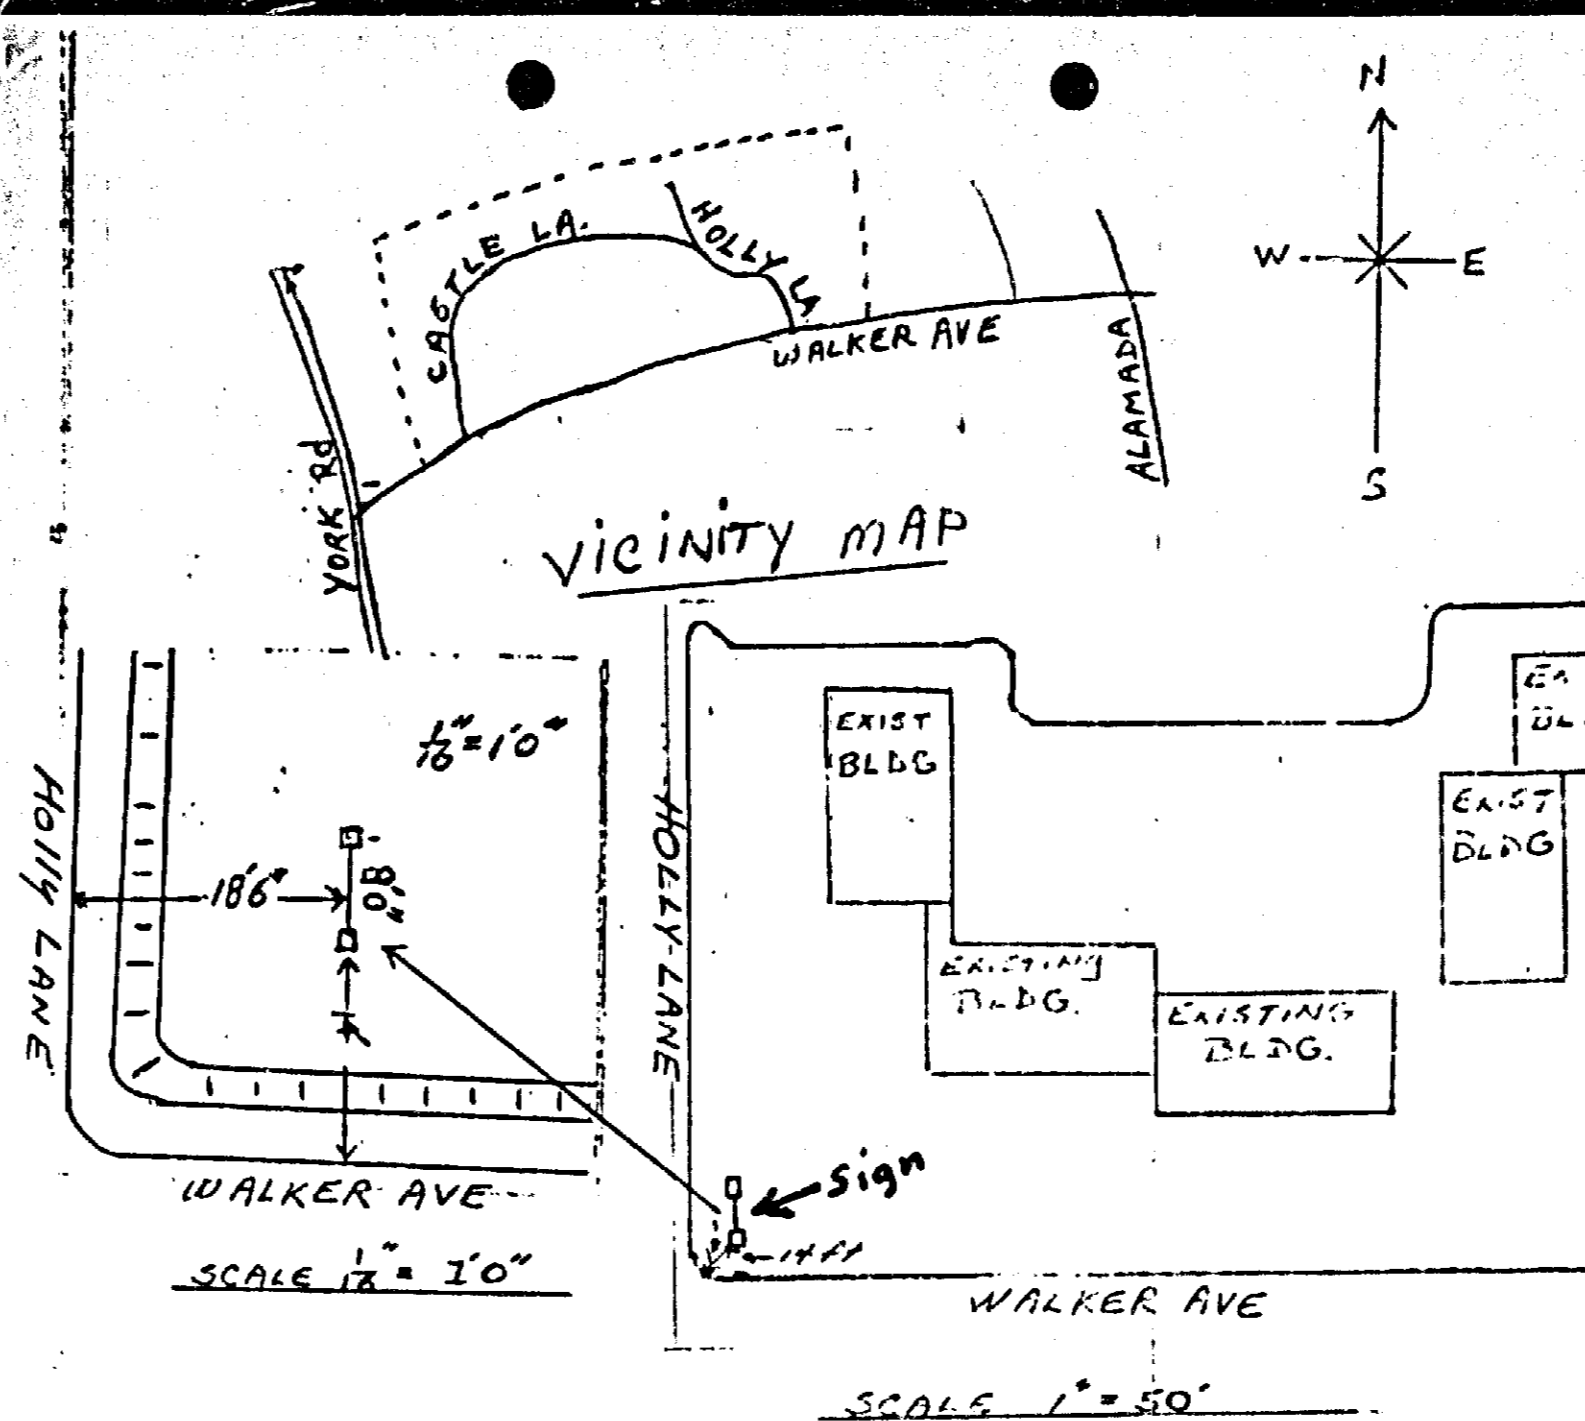 N
W
E
S
CASTLE LA.
HOLLY LA
WALKER AVE
ALAMADA
YORK Rd
VICINITY MAP
1/16" = 1'0"
Holly LANE
18'6"
WALKER AVE
SCALE 1/16" = 1'0"
HOLLY LANE
EXIST
BLDG
EXISTING
BLDG.
EXISTING
BLDG.
EXIST
BLDG
Sign
14 ft
WALKER AVE
SCALE 1" = 50'